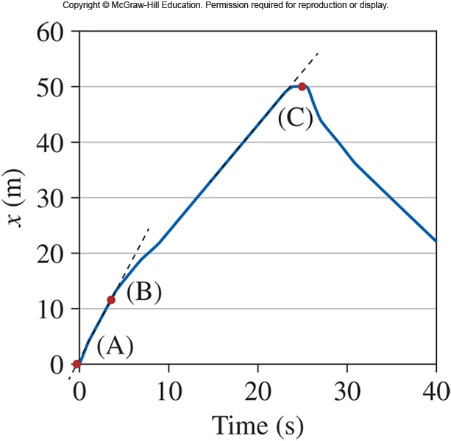 Copyright © McGraw-Hill Education. Permission required for reproduction or display.
60
50
(C)
40
x (m)
30
20
(B)
10
(A)
0
0 10 20 30 40
Time (s)